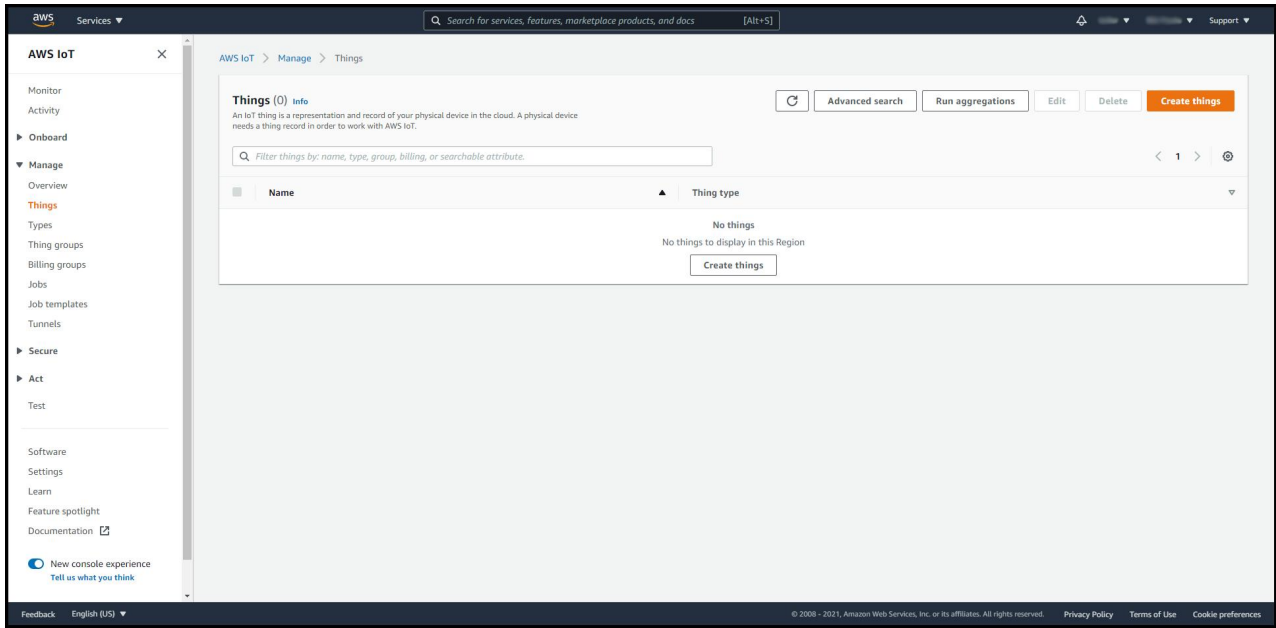 aws Services ▼ Search for services, features, marketplace products, and docs [Alt+S] Support ▼
AWS IoT
Monitor
Activity
Onboard
Manage
Overview
Things
Types
Thing groups
Billing groups
Jobs
Job templates
Tunnels
Secure
Act
Test
Software
Settings
Learn
Feature spotlight
Documentation
New console experience
Tell us what you think
AWS IoT > Manage > Things
Things (0) Info
An IoT thing is a representation and record of your physical device in the cloud. A physical device
needs a thing record in order to work with AWS IoT.
Advanced search Run aggregations Edit Delete Create things
Filter things by: name, type, group, billing, or searchable attribute.
< 1 >
Name Thing type
No things
No things to display in this Region
Create things
Feedback English (US) ▼ © 2008 - 2021, Amazon Web Services, Inc. or its affiliates. All rights reserved. Privacy Policy Terms of Use Cookie preferences